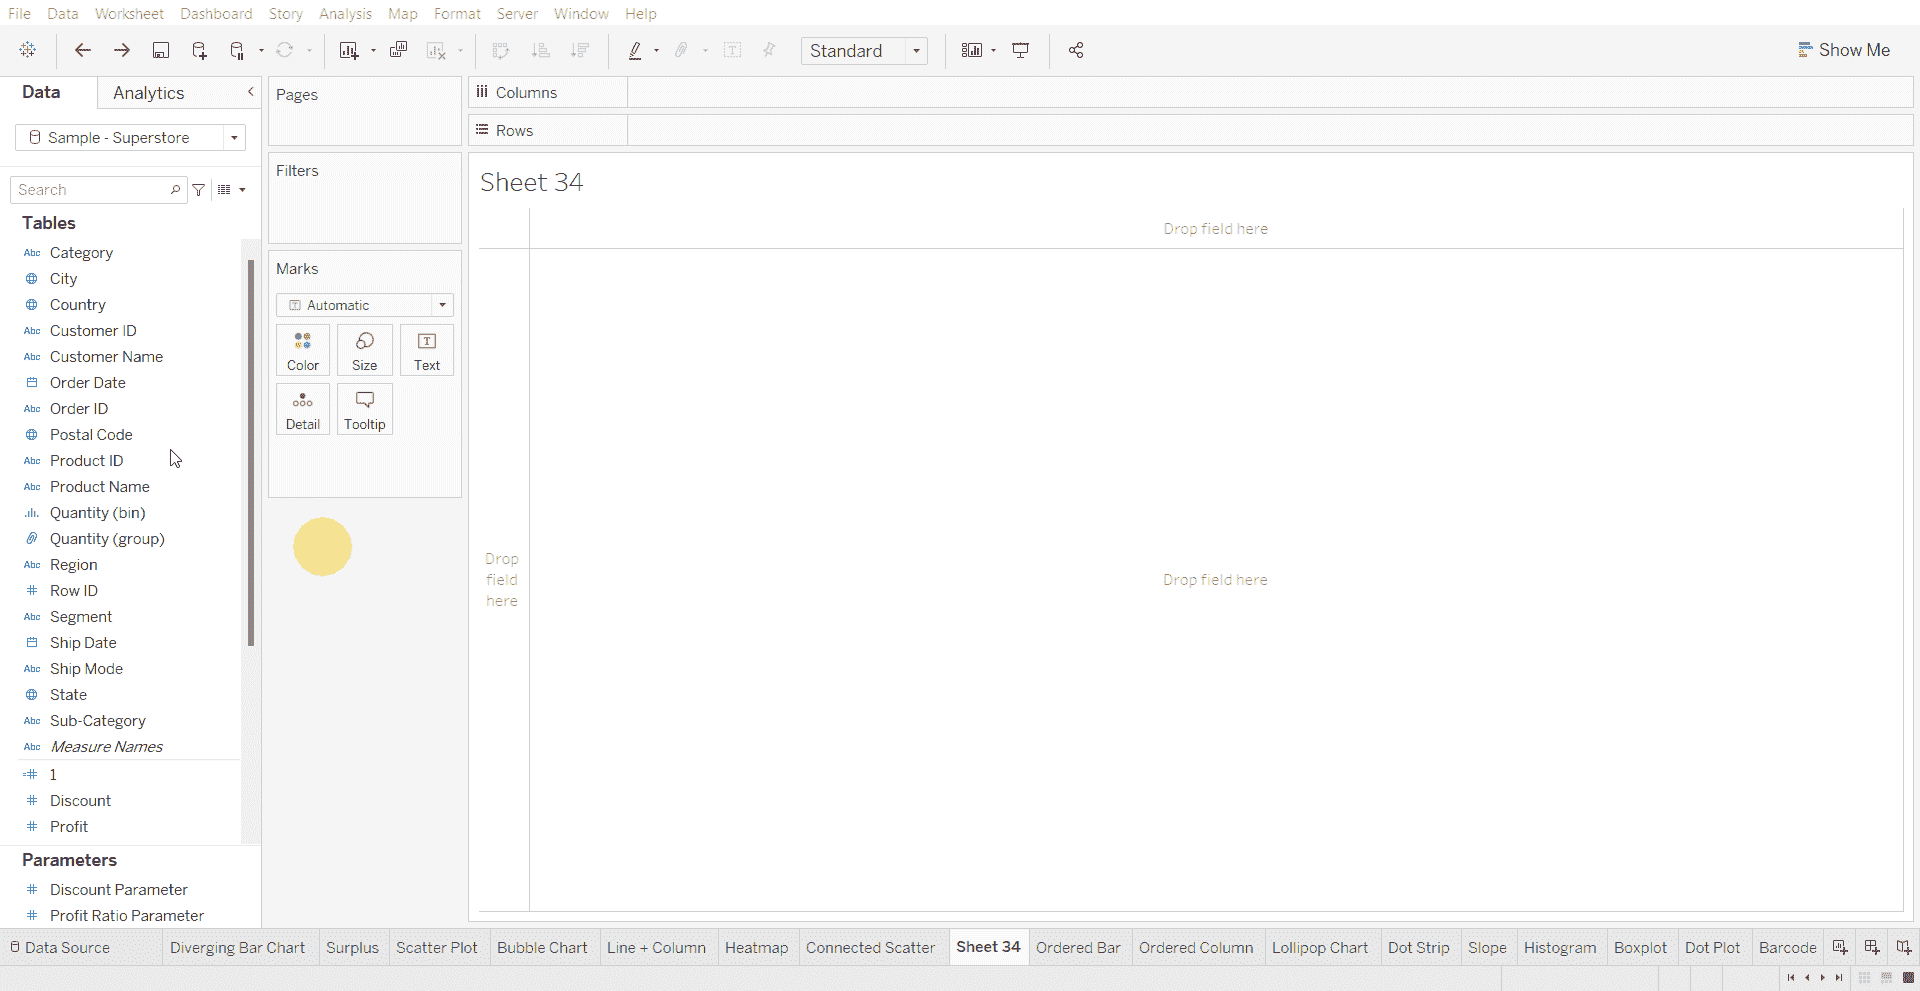 File Data Worksheet Dashboard Story Analysis Map Format Server Window Help
Standard
Show Me
Data
Analytics
Sample - Superstore
Search
Tables
Abc Category
City
Country
Abc Customer ID
Abc Customer Name
Order Date
Abc Order ID
Postal Code
Abc Product ID
Abc Product Name
Quantity (bin)
Quantity (group)
Abc Region
# Row ID
Abc Segment
Ship Date
Abc Ship Mode
State
Abc Sub-Category
Abc Measure Names
=# 1
# Discount
# Profit
Parameters
# Discount Parameter
# Profit Ratio Parameter
Pages
Filters
Marks
Automatic
Color
Size
Text
Detail
Tooltip
Columns
Rows
Sheet 34
Drop field here
Drop
field
here
Drop field here
Data Source Diverging Bar Chart Surplus Scatter Plot Bubble Chart Line + Column Heatmap Connected Scatter Sheet 34 Ordered Bar Ordered Column Lollipop Chart Dot Strip Slope Histogram Boxplot Dot Plot Barcode